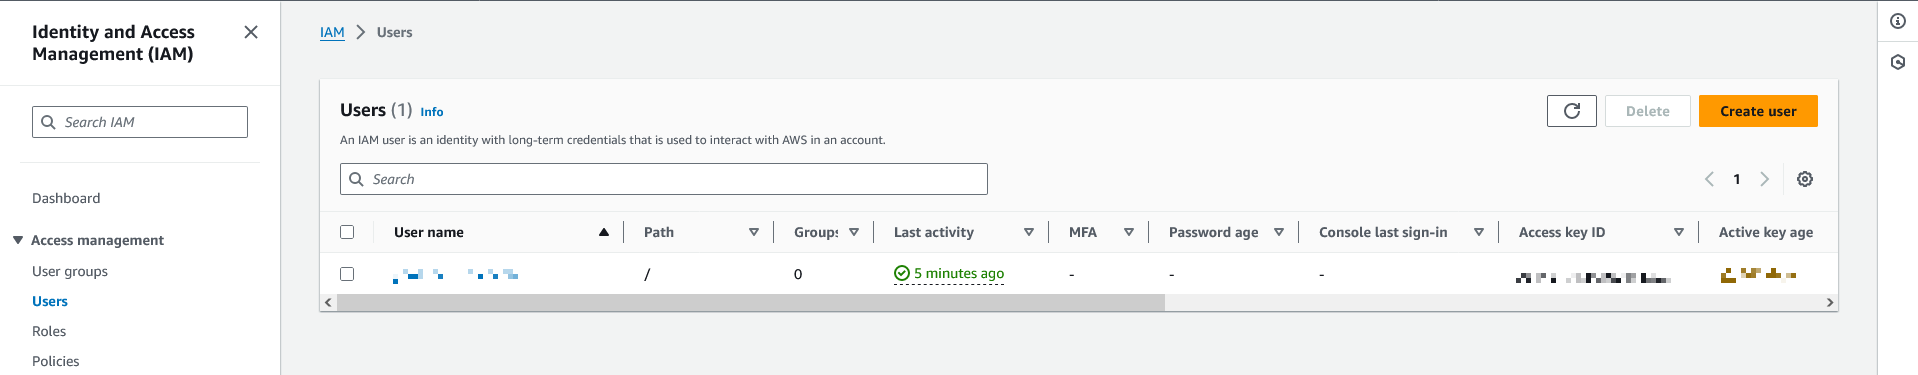 Identity and Access
Management (IAM)
Search IAM
Dashboard
Access management
User groups
Users
Roles
Policies
IAM > Users
Users (1) Info
Delete
Create user
An IAM user is an identity with long-term credentials that is used to interact with AWS in an account.
Search
1
User name Path Groups Last activity MFA Password age Console last sign-in Access key ID Active key age
/ 0 5 minutes ago - - -